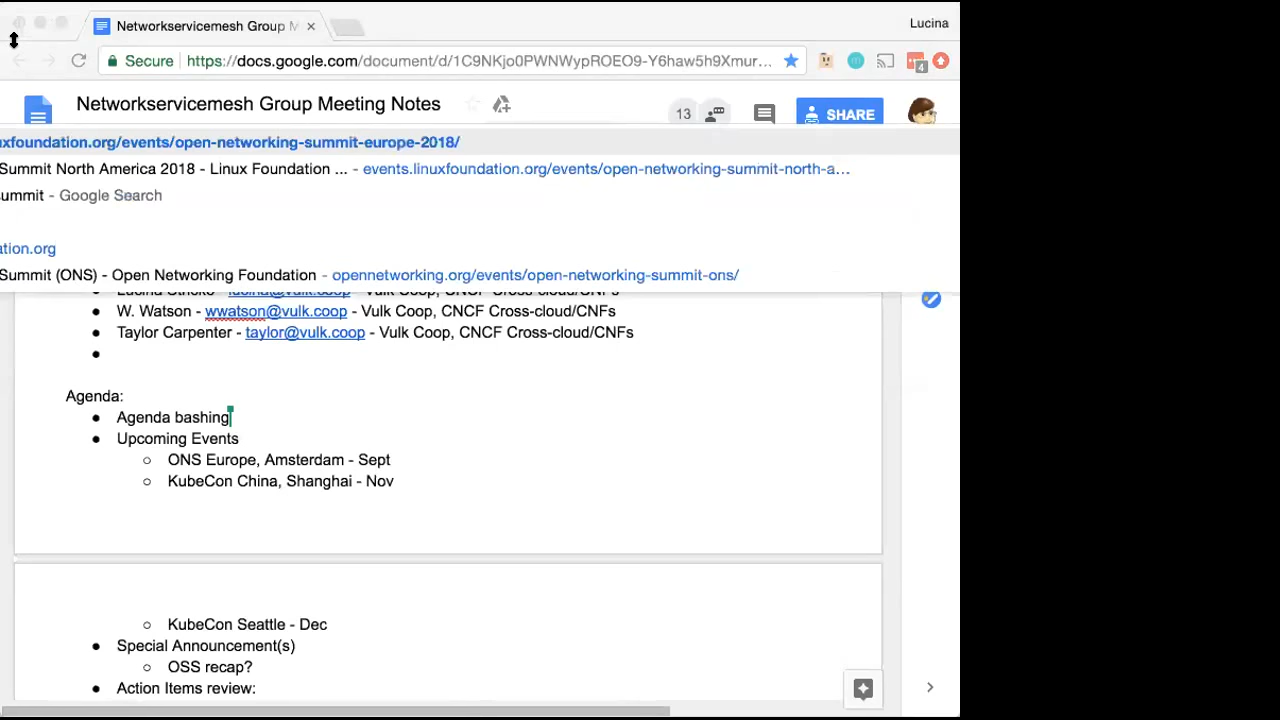 Networkservicemesh Group M
Lucina
Secure https://docs.google.com/document/d/1C9NKjo0PWNWypROEO9-Y6haw5h9Xmur...
4
Networkservicemesh Group Meeting Notes
13
SHARE
uxfoundation.org/events/open-networking-summit-europe-2018/
Summit North America 2018 - Linux Foundation ... - events.linuxfoundation.org/events/open-networking-summit-north-a...
summit - Google Search
ation.org
Summit (ONS) - Open Networking Foundation - opennetworking.org/events/open-networking-summit-ons/
● W. Watson - wwatson@vulk.coop - Vulk Coop, CNCF Cross-cloud/CNFs
● Taylor Carpenter - taylor@vulk.coop - Vulk Coop, CNCF Cross-cloud/CNFs
●
Agenda:
● Agenda bashing
● Upcoming Events
○ ONS Europe, Amsterdam - Sept
○ KubeCon China, Shanghai - Nov
○ KubeCon Seattle - Dec
● Special Announcement(s)
○ OSS recap?
● Action Items review: